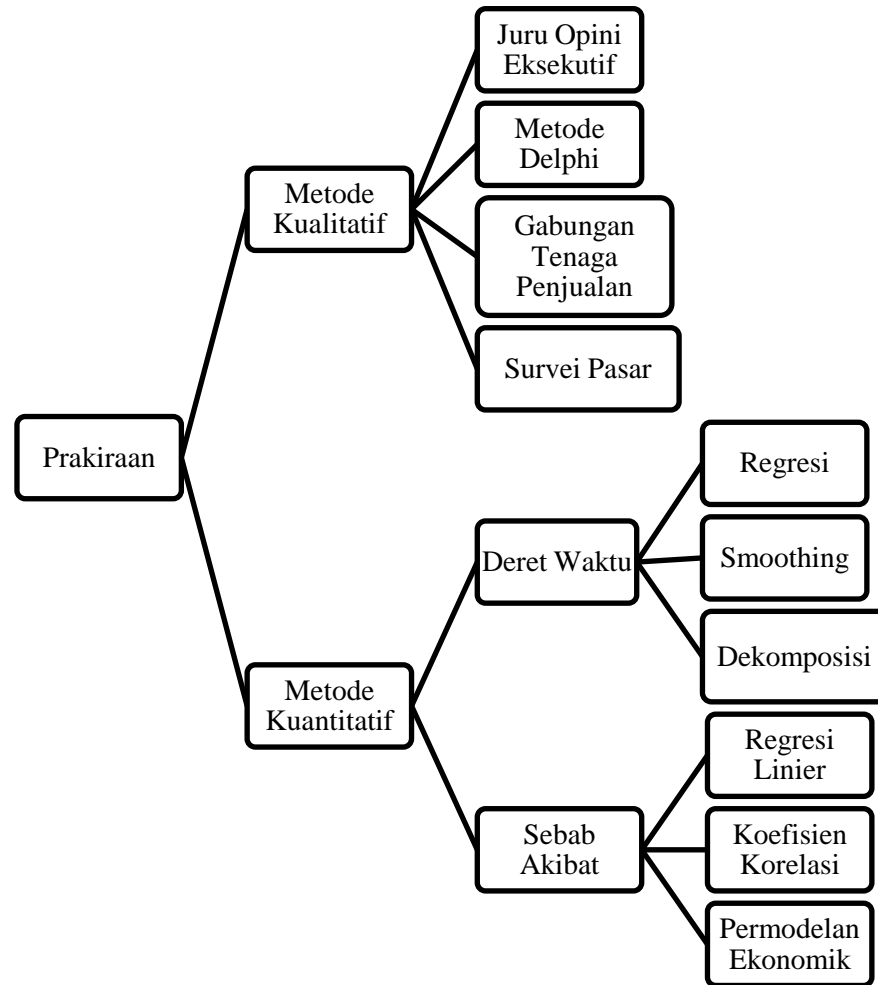 Juru Opini
Eksekutif
Metode
Delphi
Metode
Kualitatif
Gabungan
Tenaga
Penjualan
Survei Pasar
Prakiraan
Regresi
Deret Waktu
Smoothing
Dekomposisi
Metode
Kuantitatif
Regresi
Linier
Sebab
Akibat
Koefisien
Korelasi
Permodelan
Ekonomik